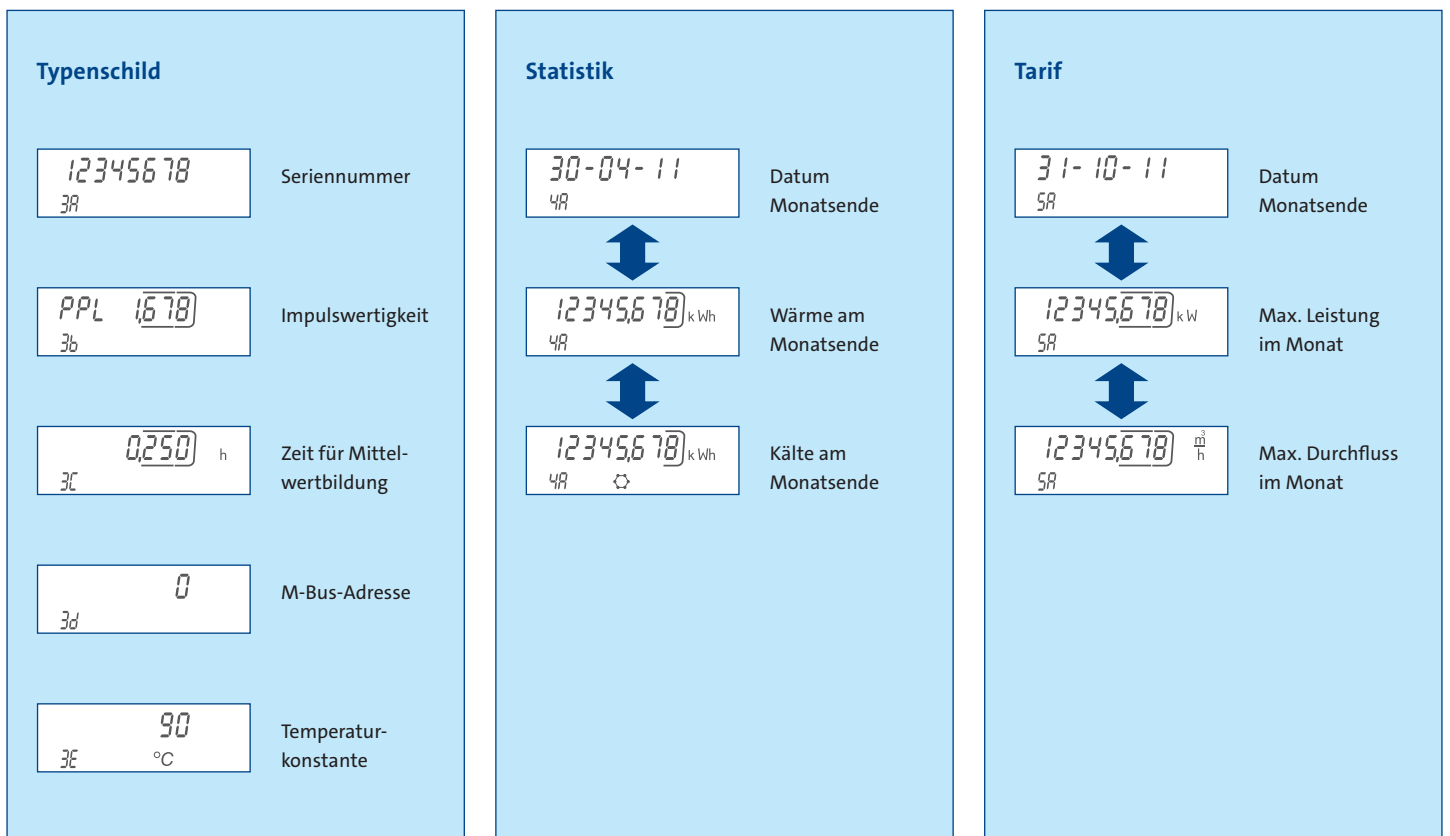 Typenschild
12345678
3A
Seriennummer
PPL 1,678
3b
Impulswertigkeit
0,250 h
3C
Zeit für Mittel-
wertbildung
0
3d
M-Bus-Adresse
90
3E °C
Temperatur-
konstante
Statistik
30-04-11
4A
Datum
Monatsende
12345,678 kWh
4A
Wärme am
Monatsende
12345,678 kWh
4A
Kälte am
Monatsende
Tarif
31-10-11
5A
Datum
Monatsende
12345,678 kW
5A
Max. Leistung
im Monat
12345,678 m³/h
5A
Max. Durchfluss
im Monat